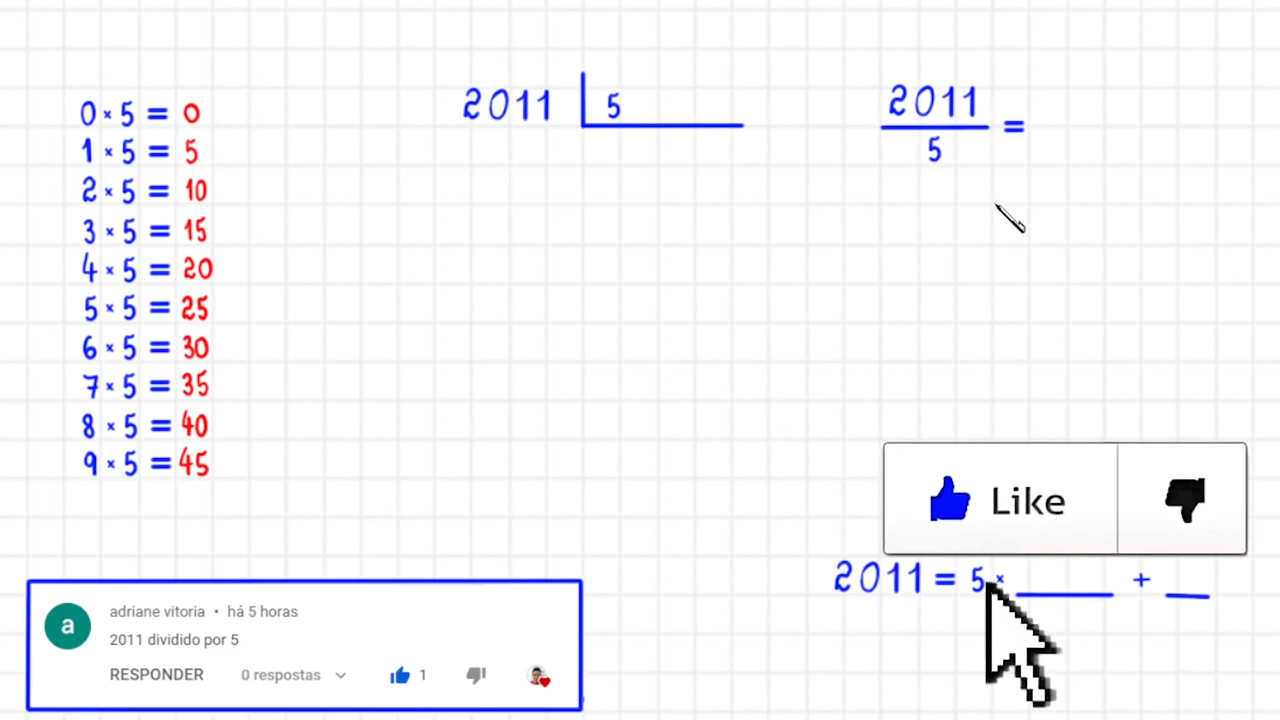 0 × 5 = 0
1 × 5 = 5
2 × 5 = 10
3 × 5 = 15
4 × 5 = 20
5 × 5 = 25
6 × 5 = 30
7 × 5 = 35
8 × 5 = 40
9 × 5 = 45
2011 5
2011
5
=
Like
2011 = 5 × ____ + __
adriane vitoria • há 5 horas
2011 dividido por 5
RESPONDER 0 respostas 1
a